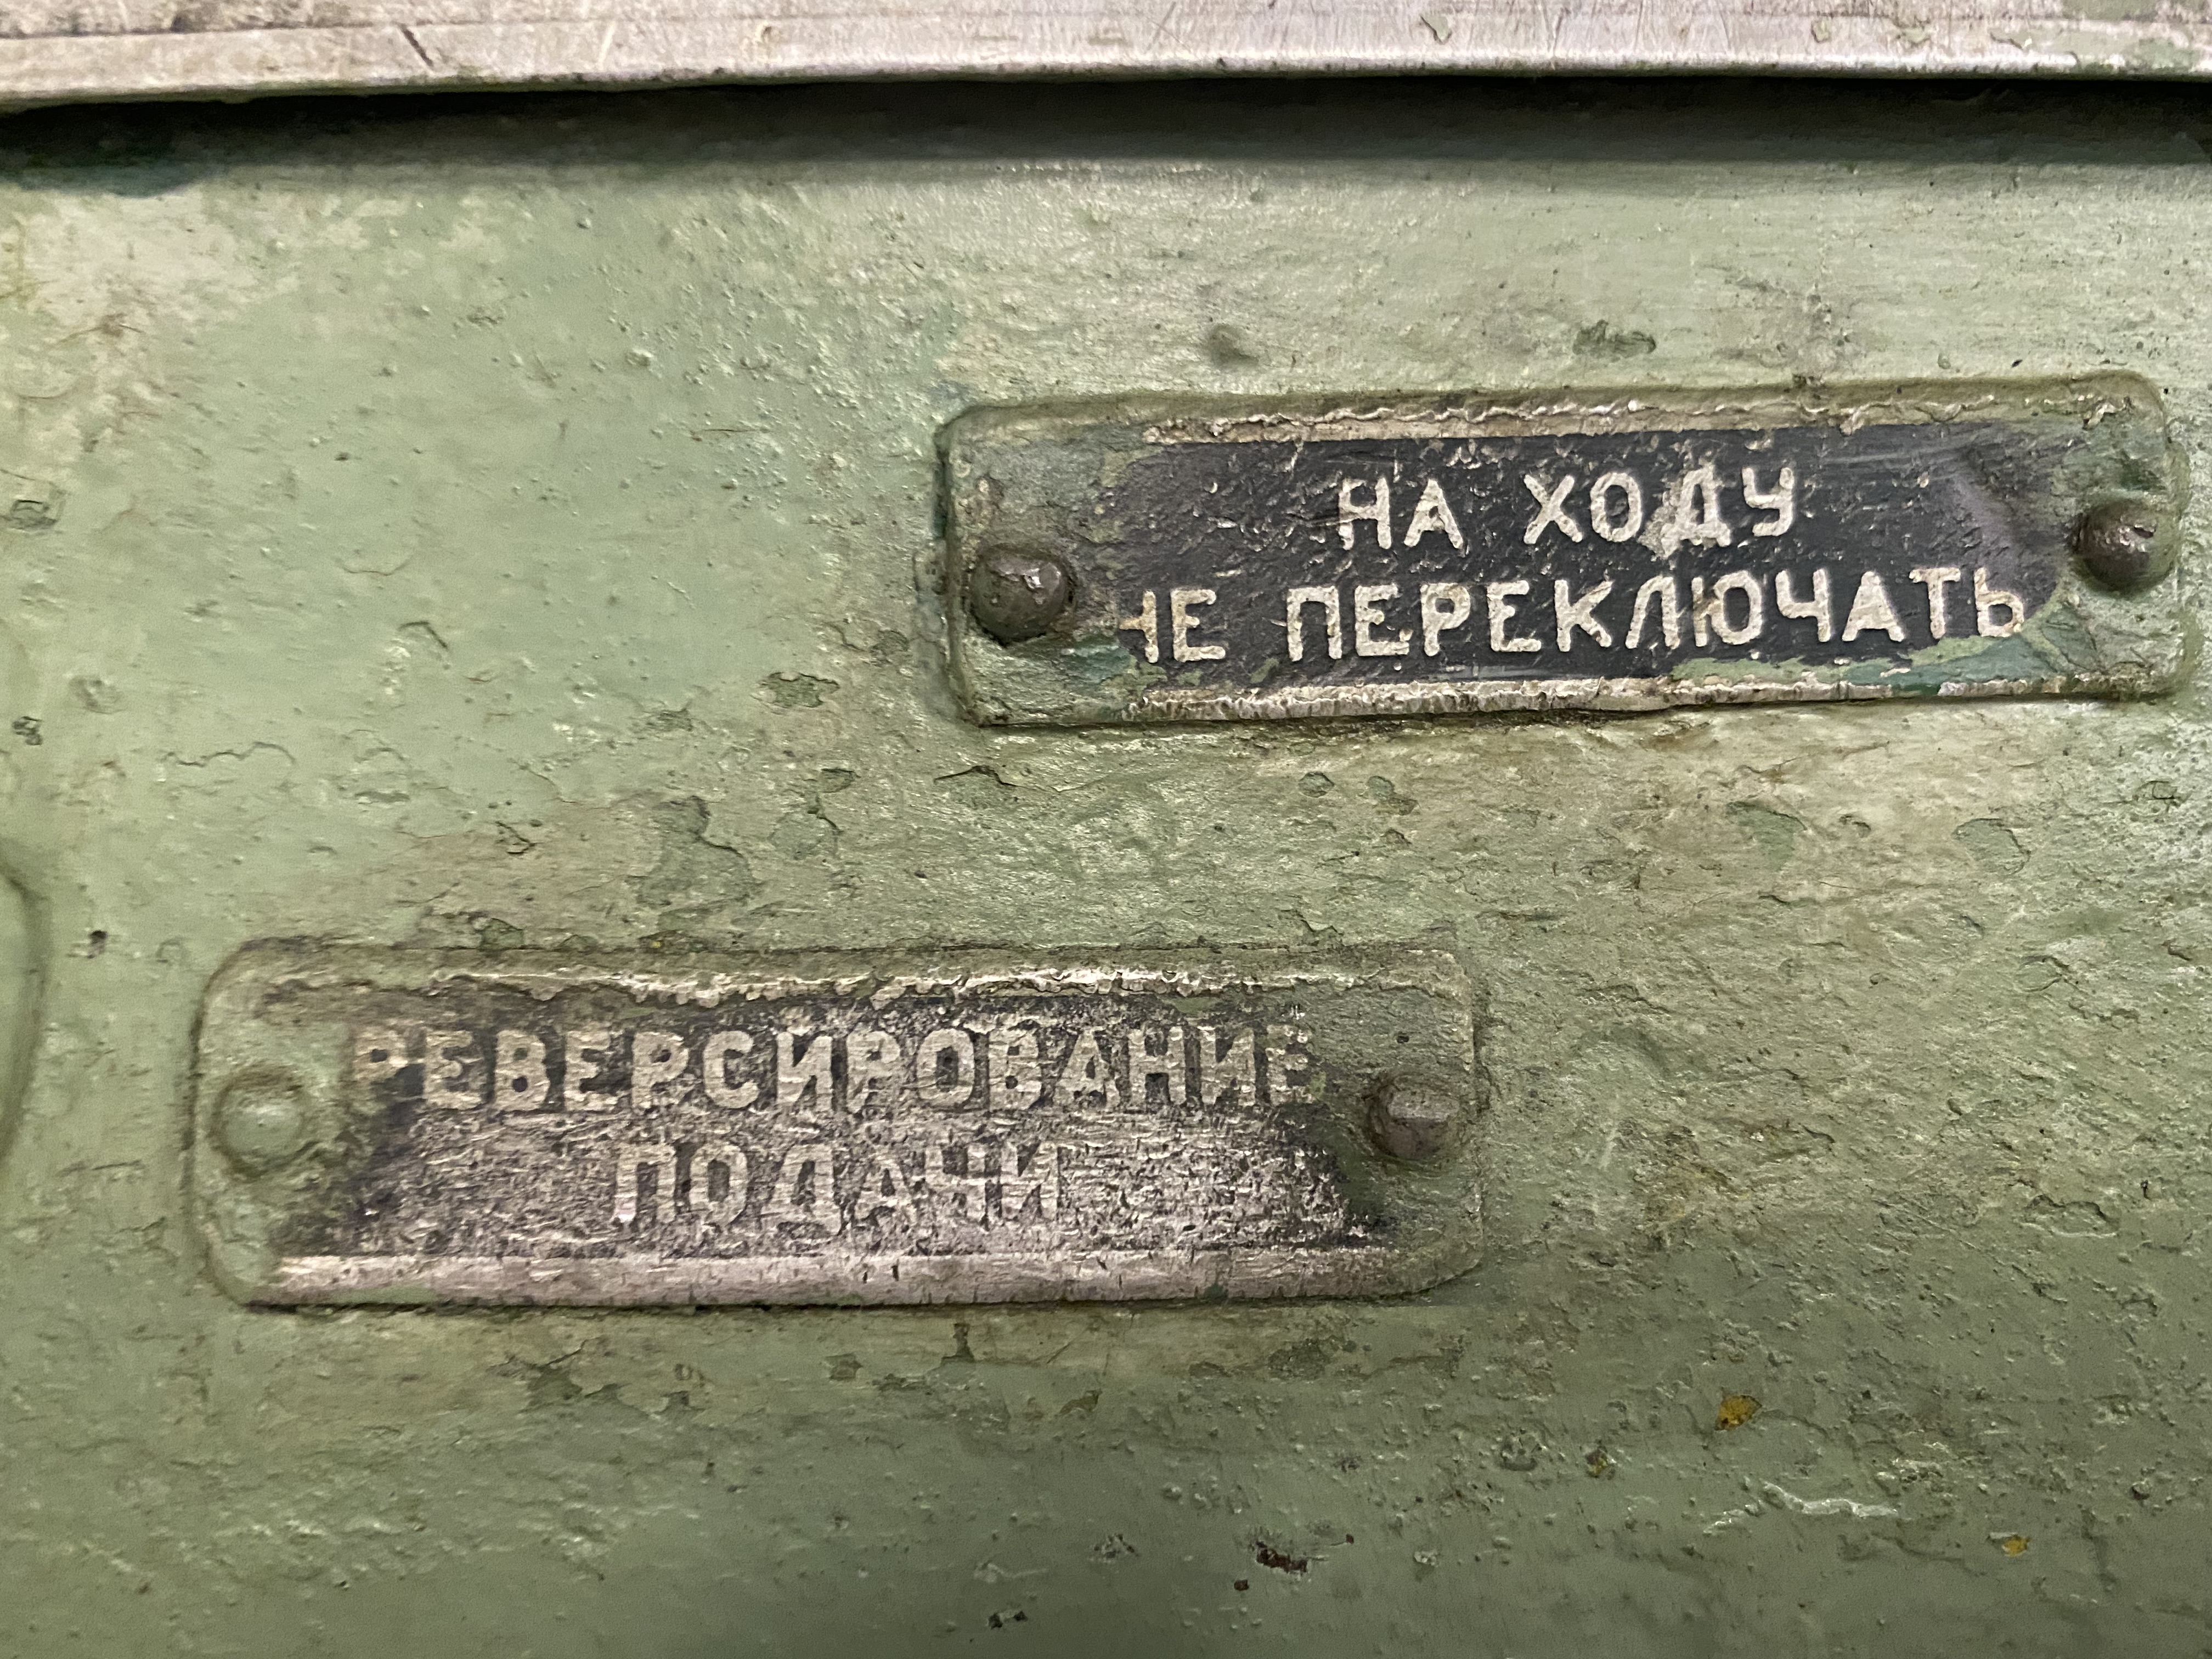 НА ХОДУ
НЕ ПЕРЕКЛЮЧАТЬ
РЕВЕРСИРОВАНИЕ
ПОДАЧИ